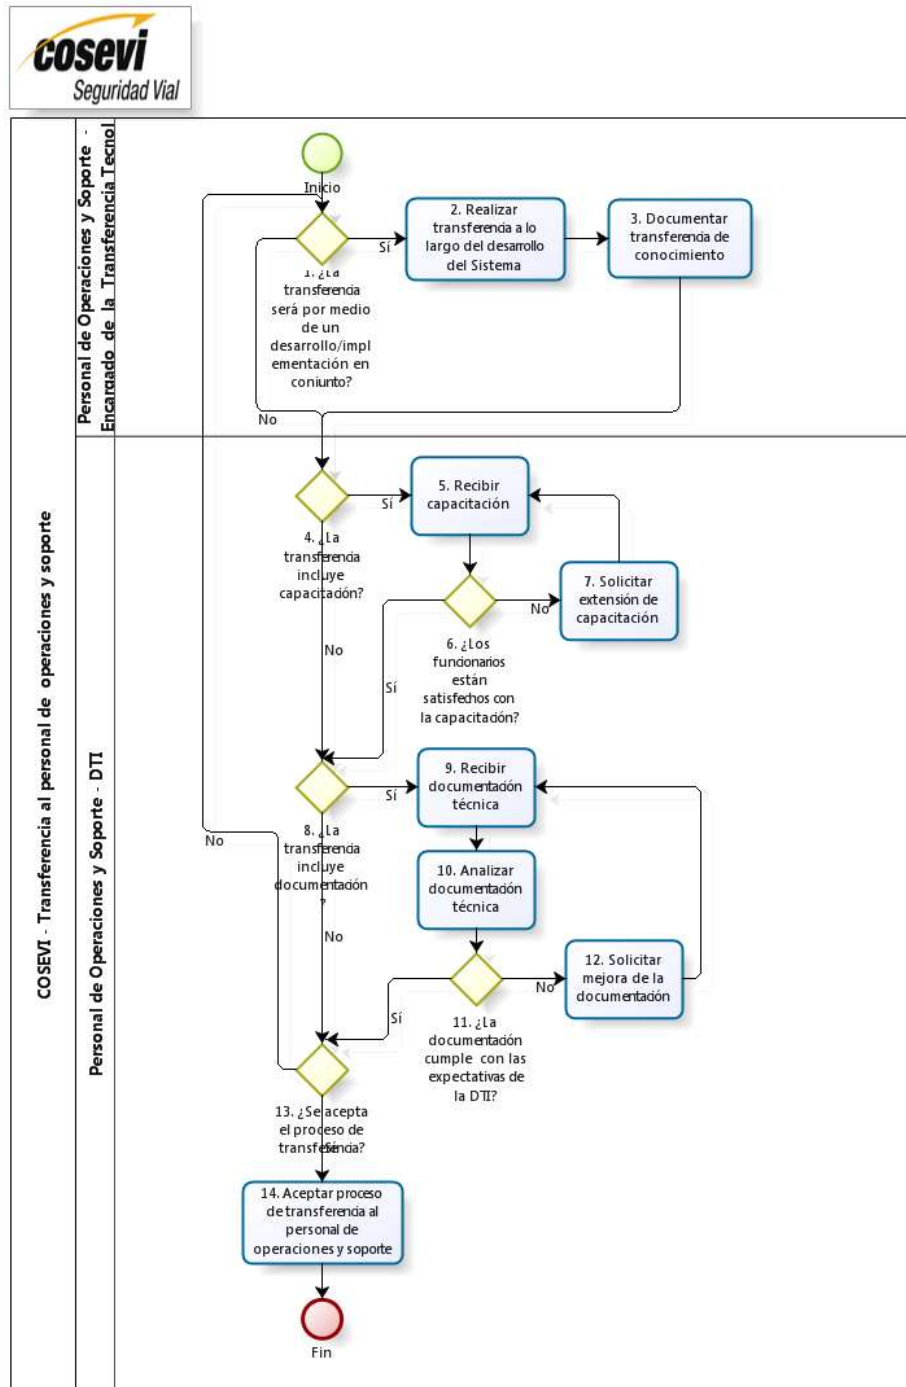 cosevi
Seguridad Vial
COSEVI - Transferencia al personal de operaciones y soporte
Personal de Operaciones y Soporte -
Encargado de la Transferencia Tecnol
Inicio
1. ¿La
transferencia
será por medio
de un
desarrollo/impl
ementación en
conjunto?
Sí
No
2. Realizar
transferencia a lo
largo del desarrollo
del Sistema
3. Documentar
transferencia de
conocimiento
Personal de Operaciones y Soporte - DTI
4. ¿La
transferencia
incluye
capacitación?
Sí
No
5. Recibir
capacitación
6. ¿Los
funcionarios
están
satisfechos con
la capacitación?
No
Sí
7. Solicitar
extensión de
capacitación
8. ¿La
transferencia
incluye
documentación
?
Sí
No
9. Recibir
documentación
técnica
10. Analizar
documentación
técnica
11. ¿La
documentación
cumple con las
expectativas de
la DTI?
No
Sí
12. Solicitar
mejora de la
documentación
13. ¿Se acepta
el proceso de
transferencia?
No
Sí
14. Aceptar proceso
de transferencia al
personal de
operaciones y soporte
Fin